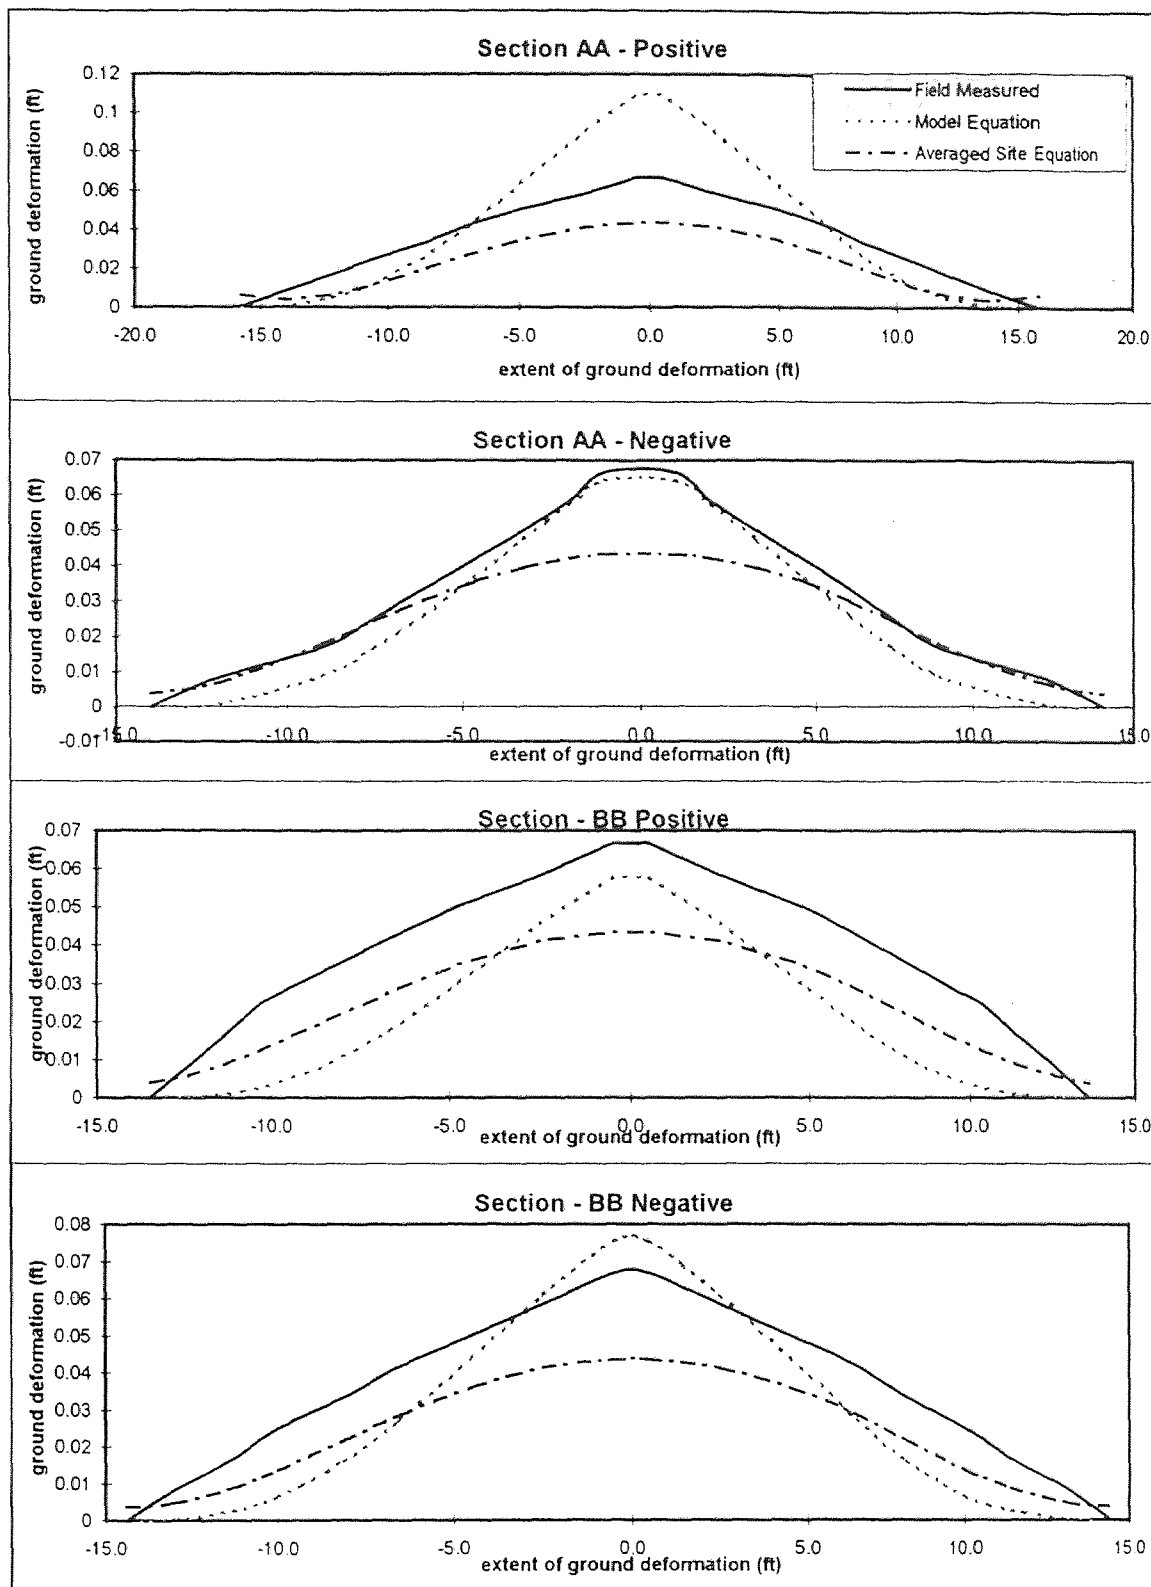 Section AA - Positive
ground deformation (ft)
0.12
0.1
0.08
0.06
0.04
0.02
0
Field Measured
Model Equation
Averaged Site Equation
-20.0 -15.0 -10.0 -5.0 0.0 5.0 10.0 15.0 20.0
extent of ground deformation (ft)
Section AA - Negative
ground deformation (ft)
0.07
0.06
0.05
0.04
0.03
0.02
0.01
0
-0.01
15.0 -10.0 -5.0 0.0 5.0 10.0 15.0
extent of ground deformation (ft)
Section - BB Positive
ground deformation (ft)
0.07
0.06
0.05
0.04
0.03
0.02
0.01
0
-15.0 -10.0 -5.0 0.0 5.0 10.0 15.0
extent of ground deformation (ft)
Section - BB Negative
ground deformation (ft)
0.08
0.07
0.06
0.05
0.04
0.03
0.02
0.01
0
-15.0 -10.0 -5.0 0.0 5.0 10.0 15.0
extent of ground deformation (ft)